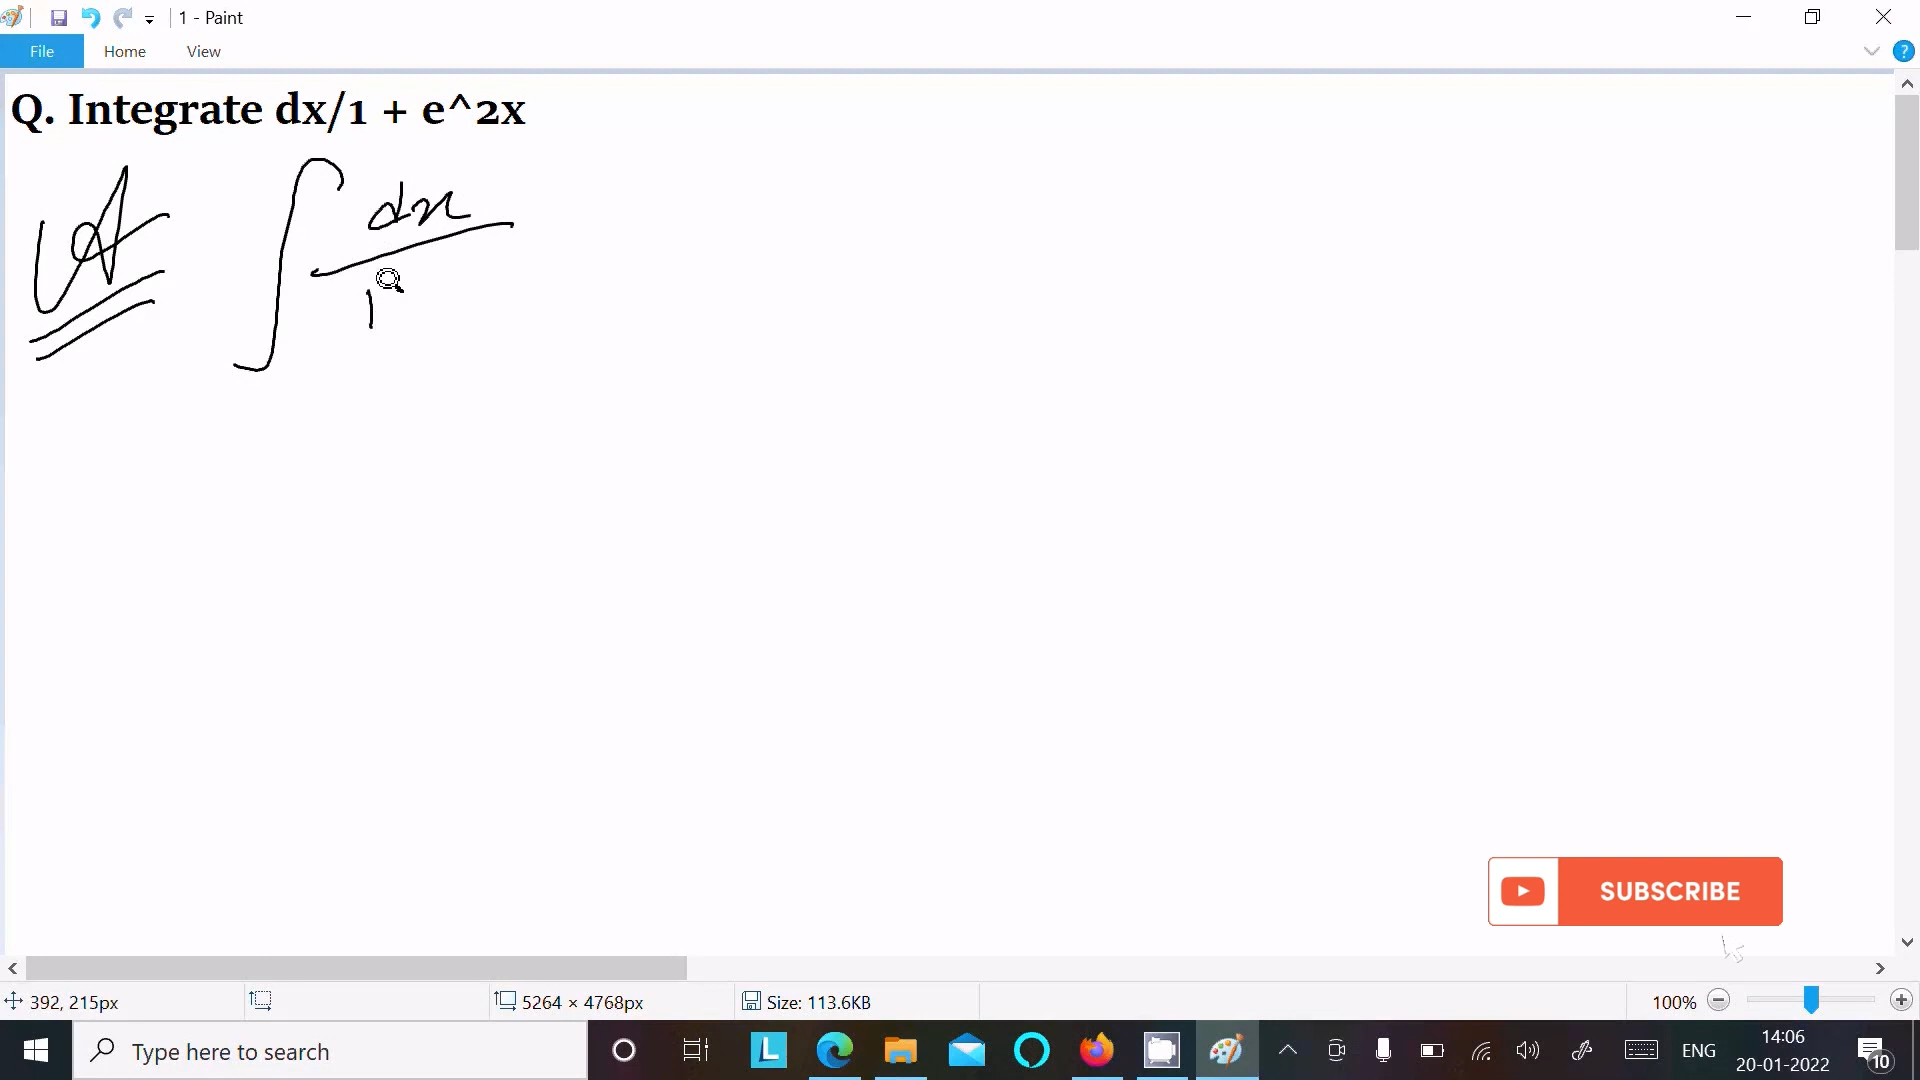 1 - Paint
File Home View
Q. Integrate dx/1 + e^2x
dx
1
SUBSCRIBE
392, 215px 5264 × 4768px Size: 113.6KB 100%
Type here to search L ENG 14:06
20-01-2022 10